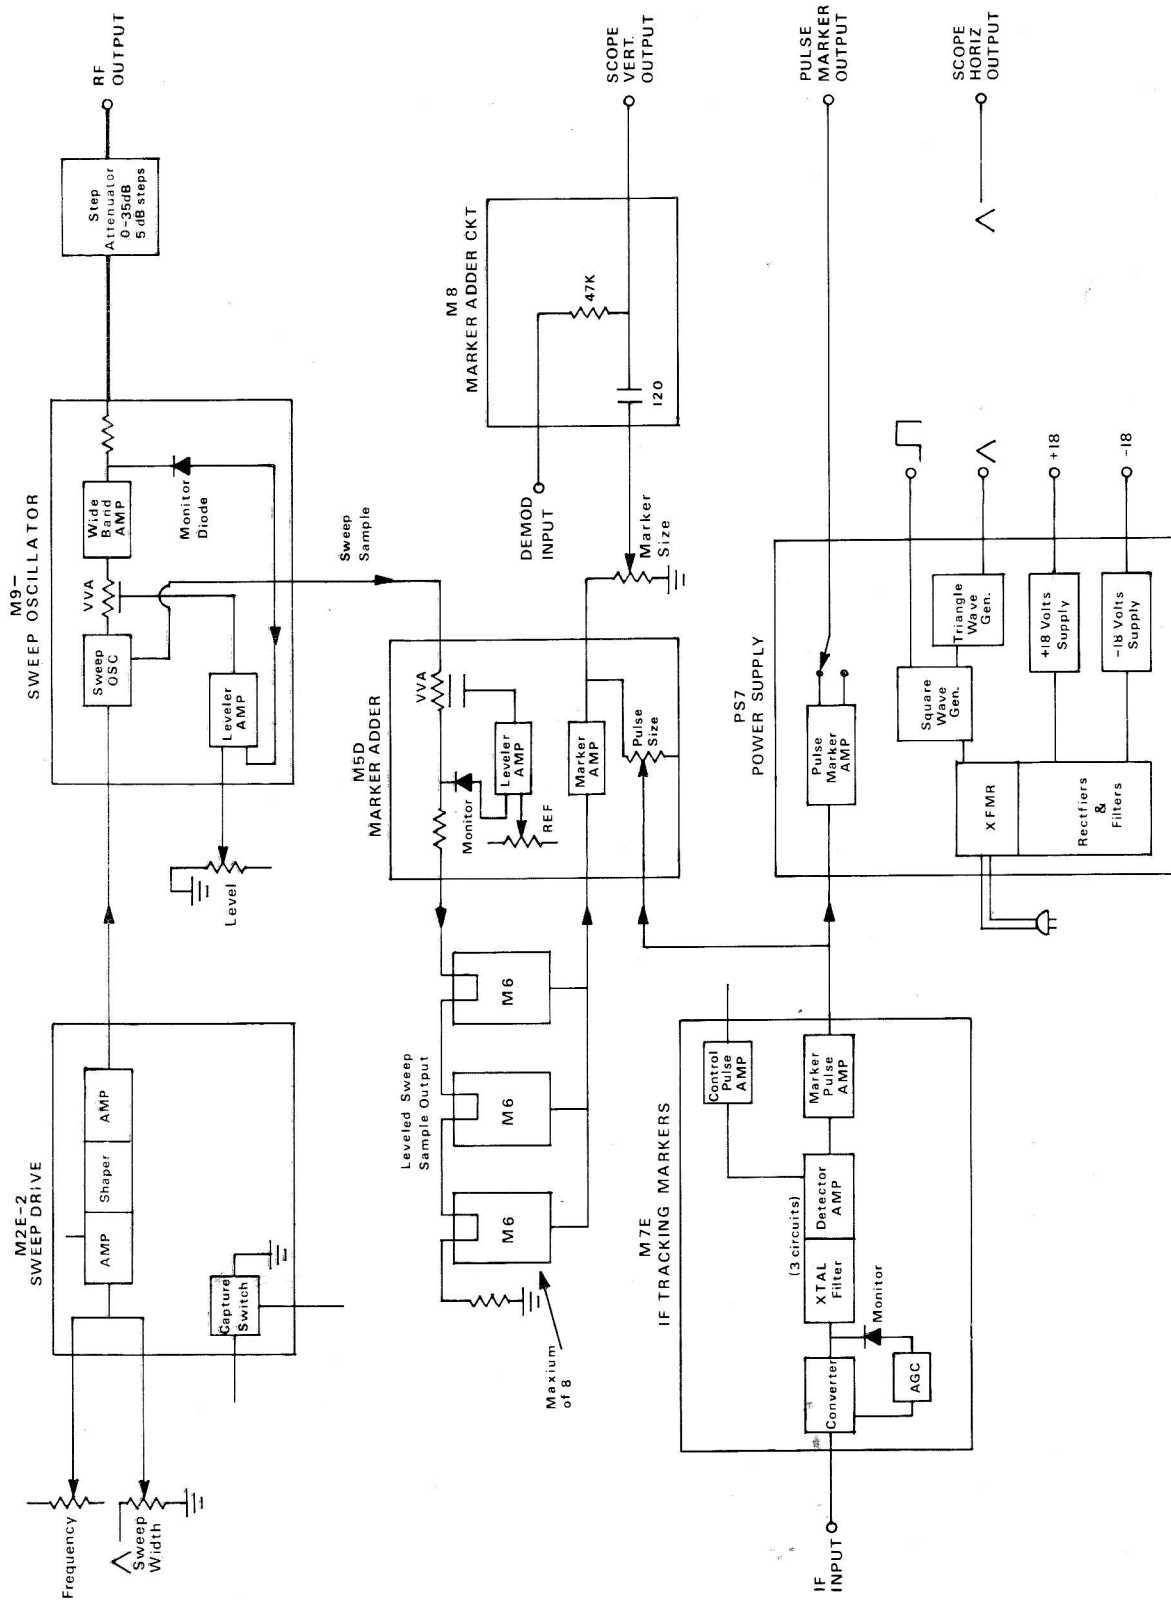 Frequency
Sweep
Width
M2E-2
SWEEP DRIVE
AMP
Shaper
AMP
Capture
Switch
M9-
SWEEP OSCILLATOR
Sweep
OSC
VVA
Wide
Band
AMP
Leveler
AMP
Monitor
Diode
Level
Step
Attenuator
0-35dB
5 dB steps
RF
OUTPUT
Sweep
Sample
Leveled Sweep
Sample Output
M6
M6
M6
Maxium
of 8
M5D
MARKER ADDER
VVA
Monitor
Leveler
AMP
REF
Marker
AMP
Pulse
Size
Marker
Size
DEMOD
INPUT
M8
MARKER ADDER CKT
47K
120
SCOPE
VERT.
OUTPUT
IF
INPUT
M7E
IF TRACKING MARKERS
(3 circuits)
Converter
XTAL
Filter
Detector
AMP
Marker
Pulse
AMP
Control
Pulse
AMP
Monitor
AGC
PS7
POWER SUPPLY
Pulse
Marker
AMP
Square
Wave
Gen.
Triangle
Wave
Gen.
XFMR
Rectfiers
&
Filters
+18 Volts
Supply
-18 Volts
Supply
+18
-18
PULSE
MARKER
OUTPUT
SCOPE
HORIZ
OUTPUT